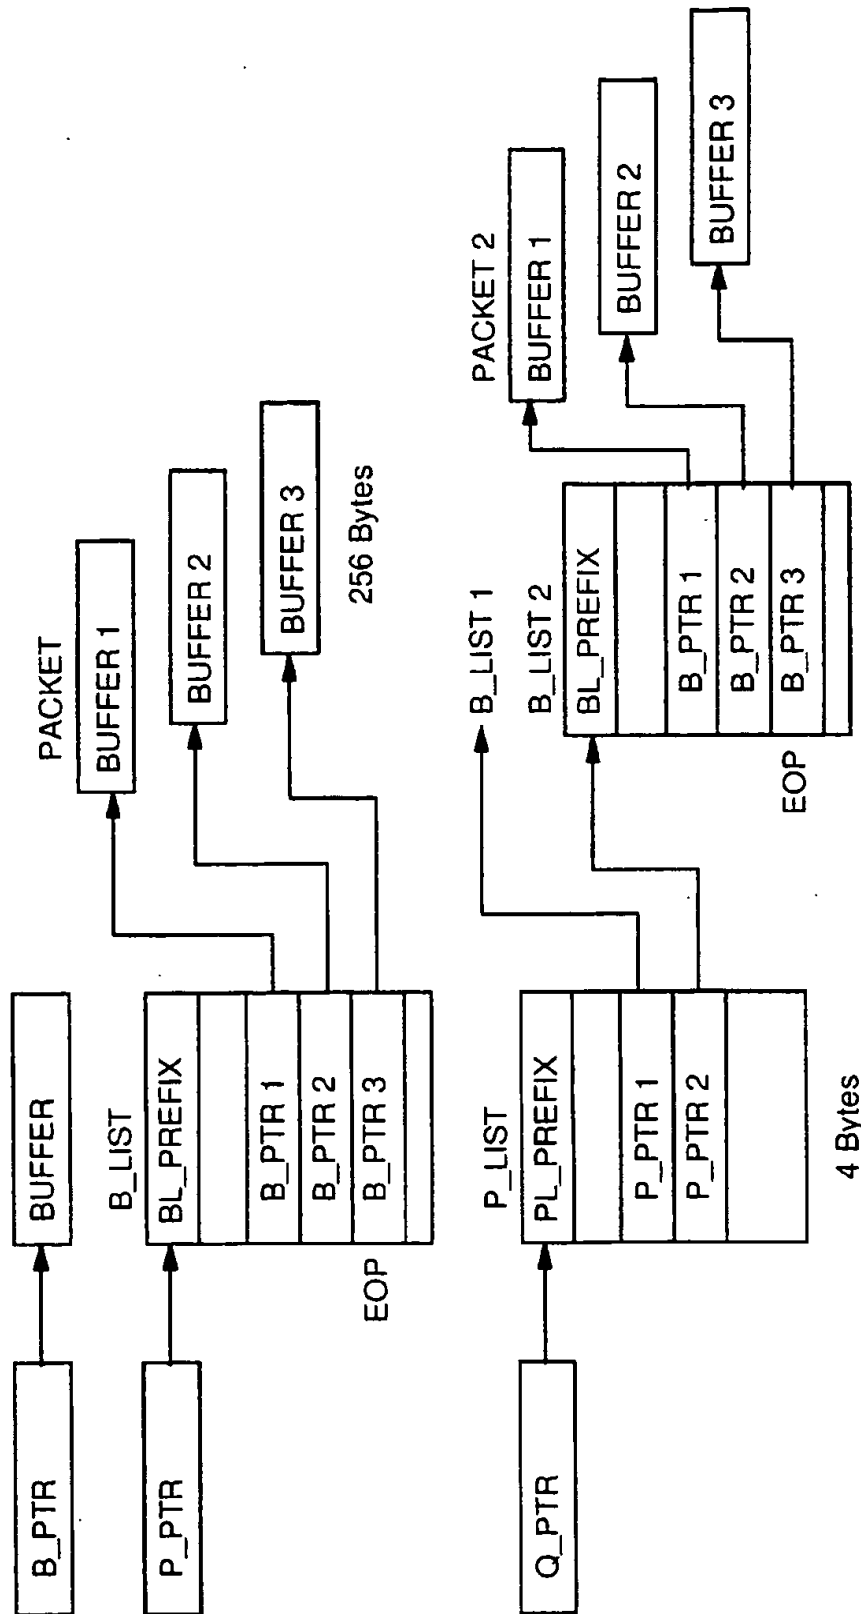 B_PTR
BUFFER
P_PTR
B_LIST
BL_PREFIX
B_PTR 1
B_PTR 2
B_PTR 3
EOP
PACKET
BUFFER 1
BUFFER 2
BUFFER 3
256 Bytes
Q_PTR
P_LIST
PL_PREFIX
P_PTR 1
P_PTR 2
4 Bytes
B_LIST 1
B_LIST 2
BL_PREFIX
B_PTR 1
B_PTR 2
B_PTR 3
EOP
PACKET 2
BUFFER 1
BUFFER 2
BUFFER 3